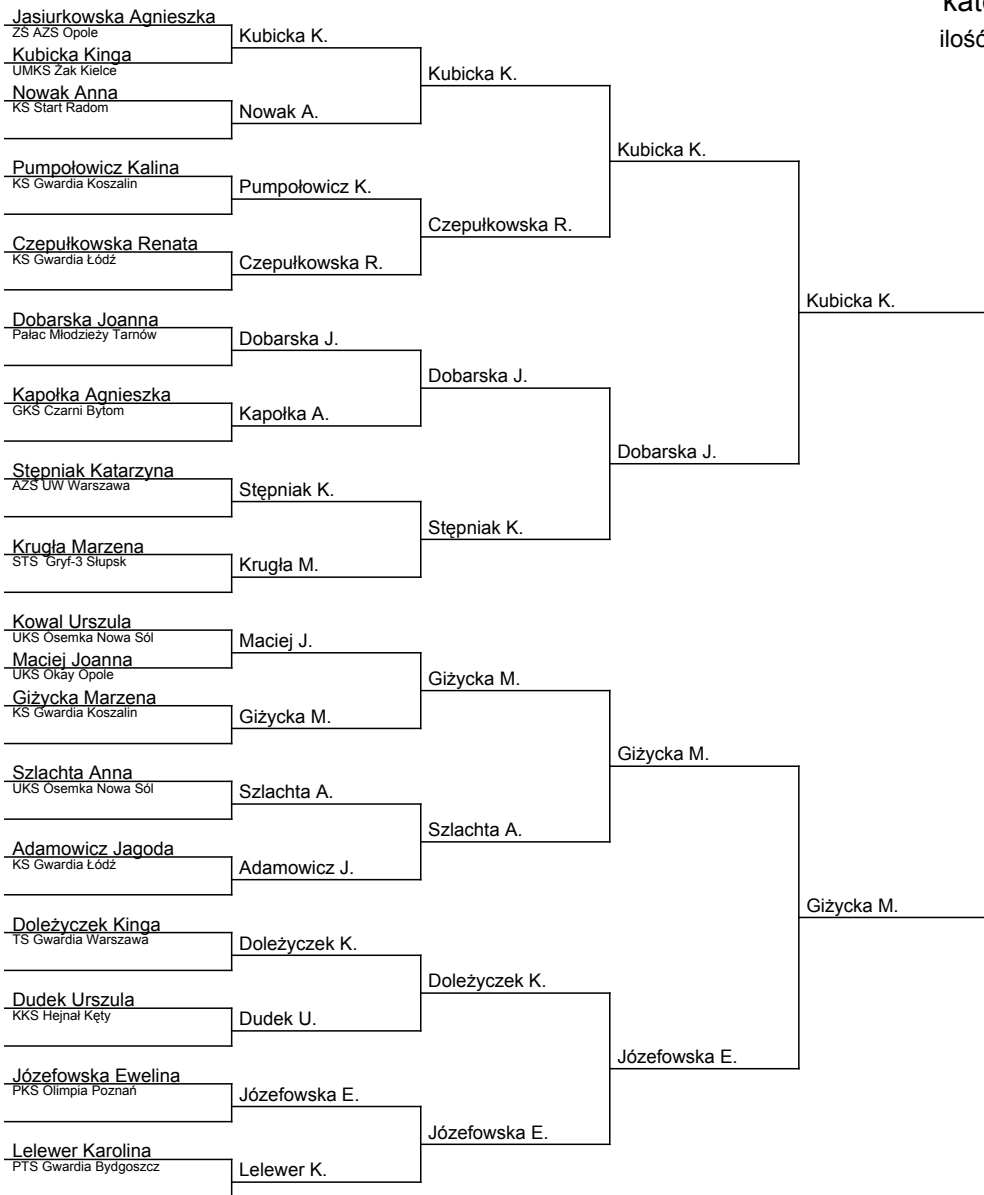 kat
ilość
Jasiurkowska Agnieszka
ZS AZS Opole
Kubicka K.
Kubicka Kinga
UMKS Żak Kielce
Kubicka K.
Nowak Anna
KS Start Radom
Nowak A.
Kubicka K.
Pumpołowicz Kalina
KS Gwardia Koszalin
Pumpołowicz K.
Czepułkowska R.
Czepułkowska Renata
KS Gwardia Łódź
Czepułkowska R.
Kubicka K.
Dobarska Joanna
Pałac Młodzieży Tarnów
Dobarska J.
Dobarska J.
Kapołka Agnieszka
GKS Czarni Bytom
Kapołka A.
Dobarska J.
Stępniak Katarzyna
AZS UW Warszawa
Stępniak K.
Stępniak K.
Krugła Marzena
STS Gryf-3 Słupsk
Krugła M.
Kowal Urszula
UKS Ósemka Nowa Sól
Maciej J.
Maciej Joanna
UKS Okay Opole
Giżycka M.
Giżycka Marzena
KS Gwardia Koszalin
Giżycka M.
Giżycka M.
Szlachta Anna
UKS Ósemka Nowa Sól
Szlachta A.
Szlachta A.
Adamowicz Jagoda
KS Gwardia Łódź
Adamowicz J.
Giżycka M.
Doleżyczek Kinga
TS Gwardia Warszawa
Doleżyczek K.
Doleżyczek K.
Dudek Urszula
KKS Hejnał Kęty
Dudek U.
Józefowska E.
Józefowska Ewelina
PKS Olimpia Poznań
Józefowska E.
Józefowska E.
Lelewer Karolina
PTS Gwardia Bydgoszcz
Lelewer K.